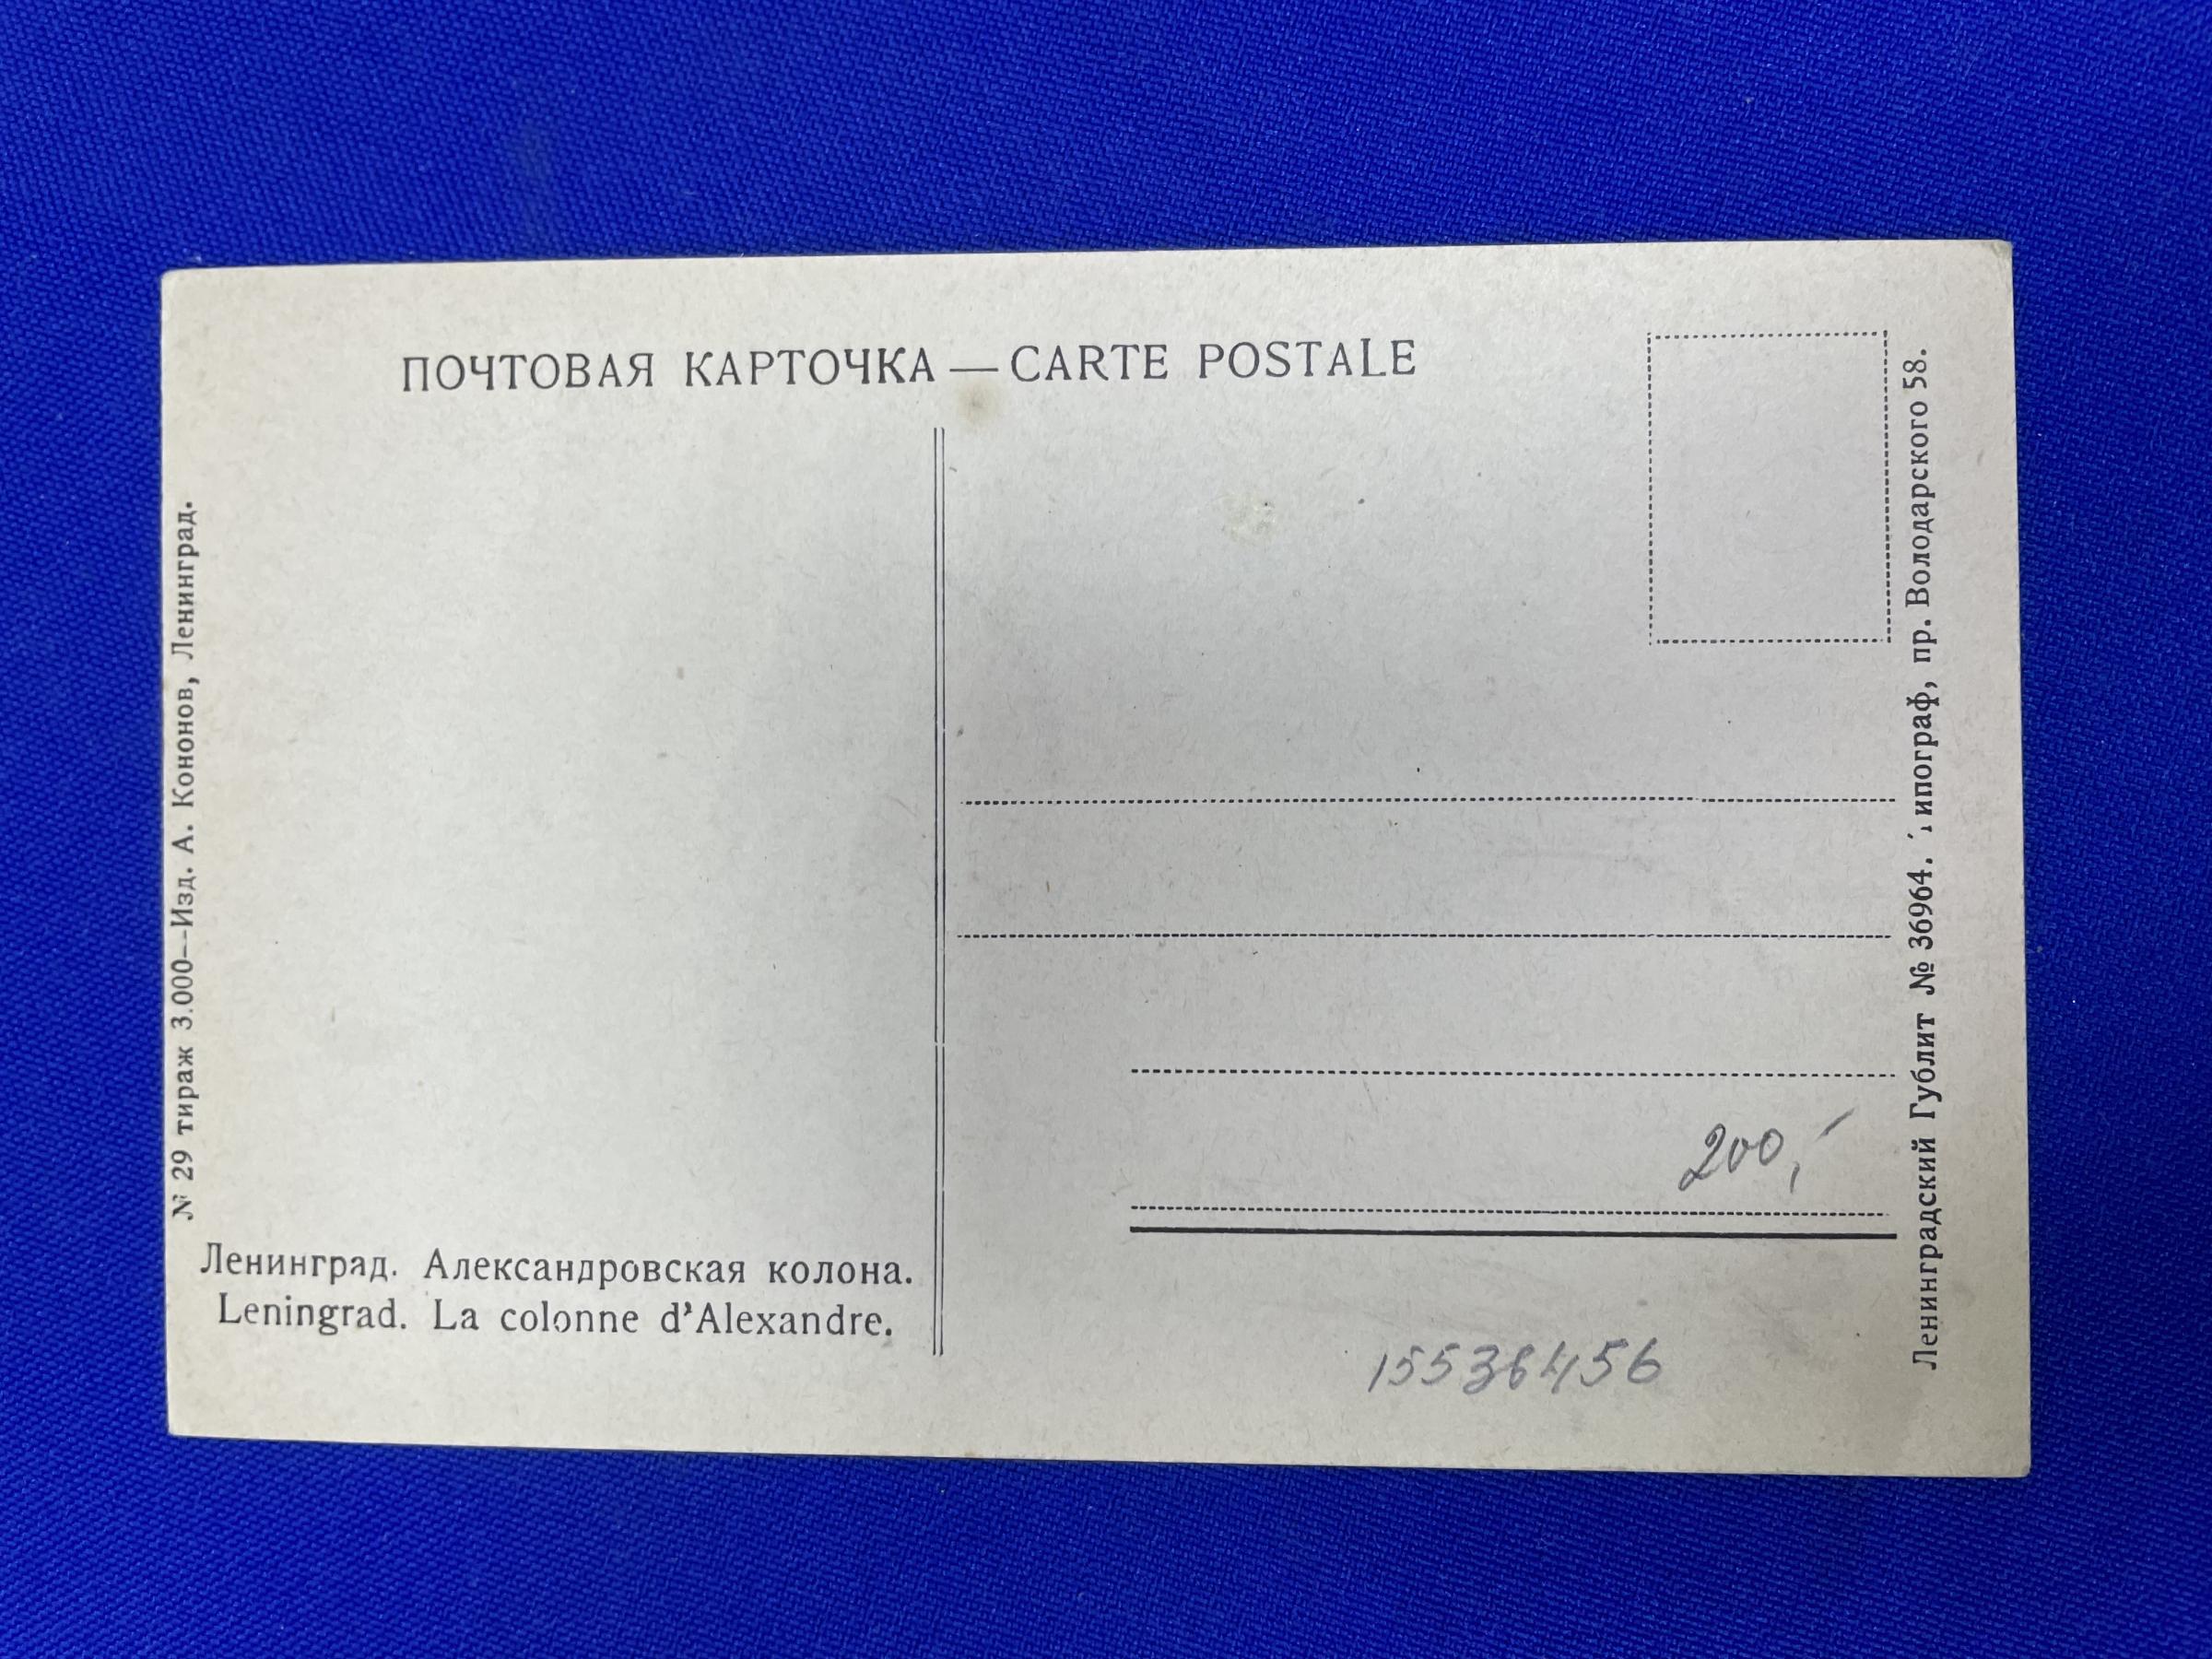 ПОЧТОВАЯ КАРТОЧКА — CARTE POSTALE
№ 29 тираж 3.000—Изд. А. Кононов, Ленинград.
Ленинград. Александровская колона.
Leningrad. La colonne d'Alexandre.
200,-
15536456
Ленинградский Гублит № 36964. ипограф, пр. Володарского 58.